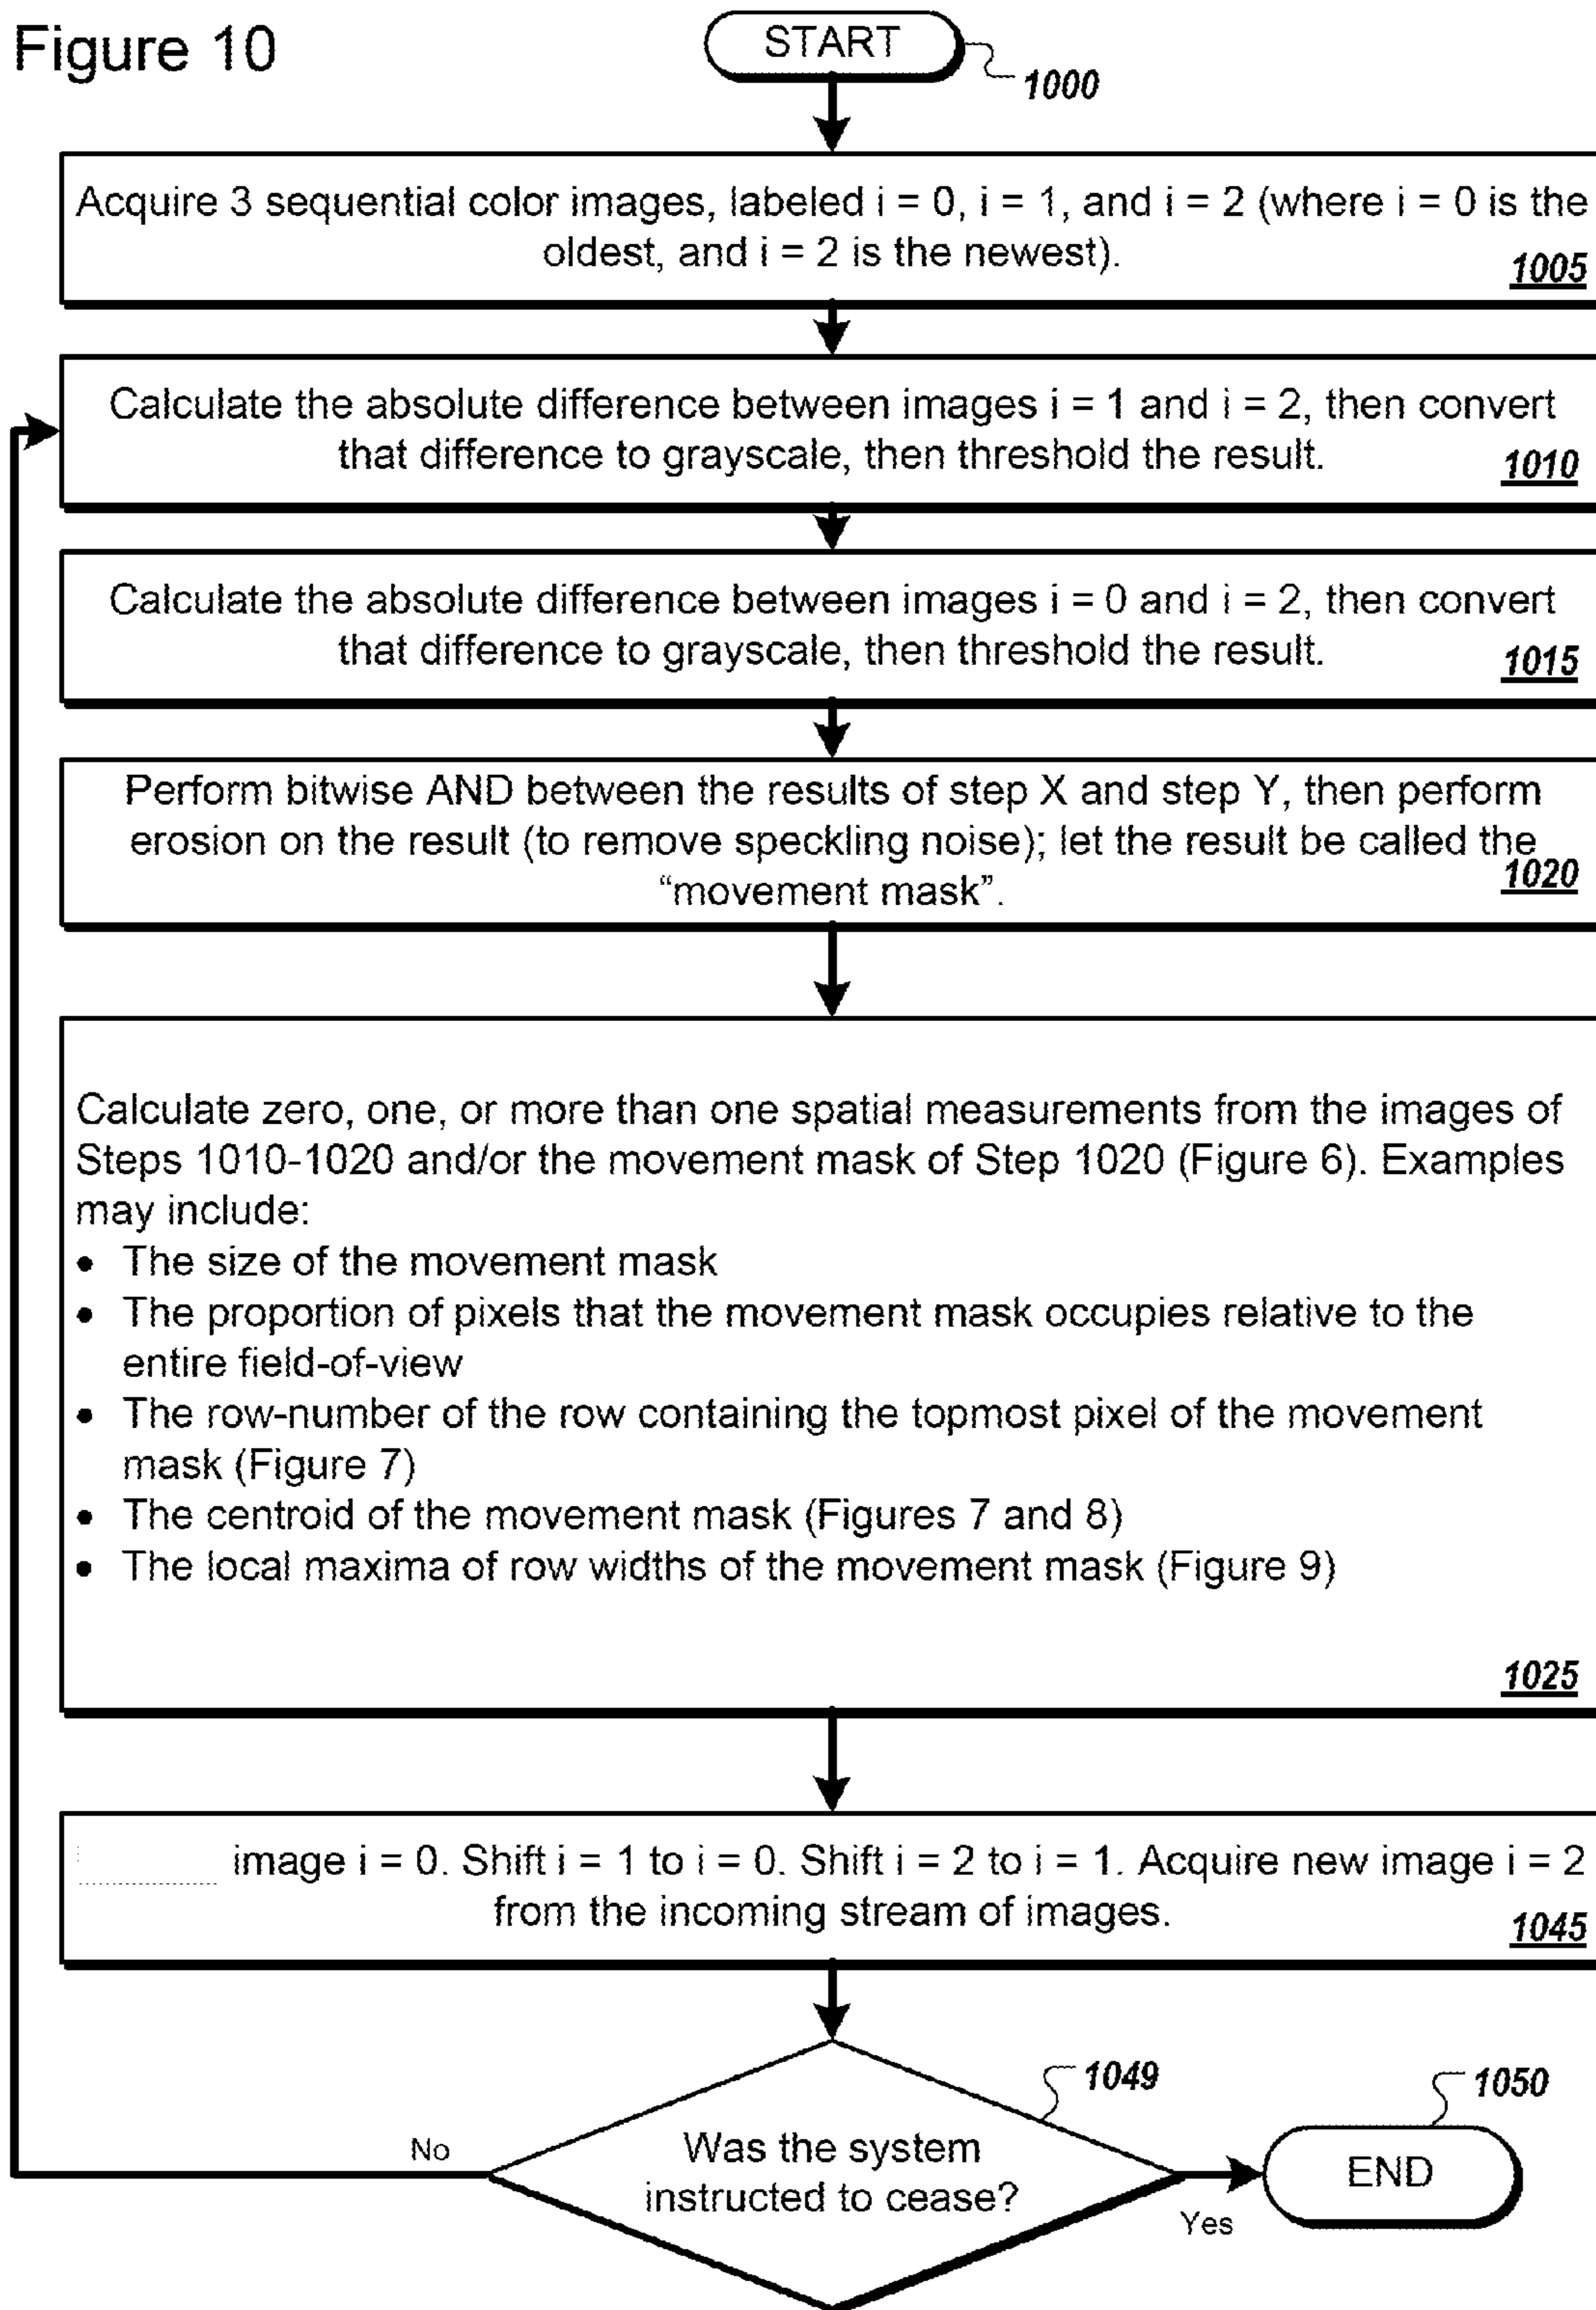 Figure 10
START
1000
Acquire 3 sequential color images, labeled i = 0, i = 1, and i = 2 (where i = 0 is the
oldest, and i = 2 is the newest).
1005
Calculate the absolute difference between images i = 1 and i = 2, then convert
that difference to grayscale, then threshold the result.
1010
Calculate the absolute difference between images i = 0 and i = 2, then convert
that difference to grayscale, then threshold the result.
1015
Perform bitwise AND between the results of step X and step Y, then perform
erosion on the result (to remove speckling noise); let the result be called the
“movement mask”.
1020
Calculate zero, one, or more than one spatial measurements from the images of
Steps 1010-1020 and/or the movement mask of Step 1020 (Figure 6). Examples
may include:
• The size of the movement mask
• The proportion of pixels that the movement mask occupies relative to the
entire field-of-view
• The row-number of the row containing the topmost pixel of the movement
mask (Figure 7)
• The centroid of the movement mask (Figures 7 and 8)
• The local maxima of row widths of the movement mask (Figure 9)
1025
image i = 0. Shift i = 1 to i = 0. Shift i = 2 to i = 1. Acquire new image i = 2
from the incoming stream of images.
1045
1049
1050
No
Was the system
instructed to cease?
Yes
END